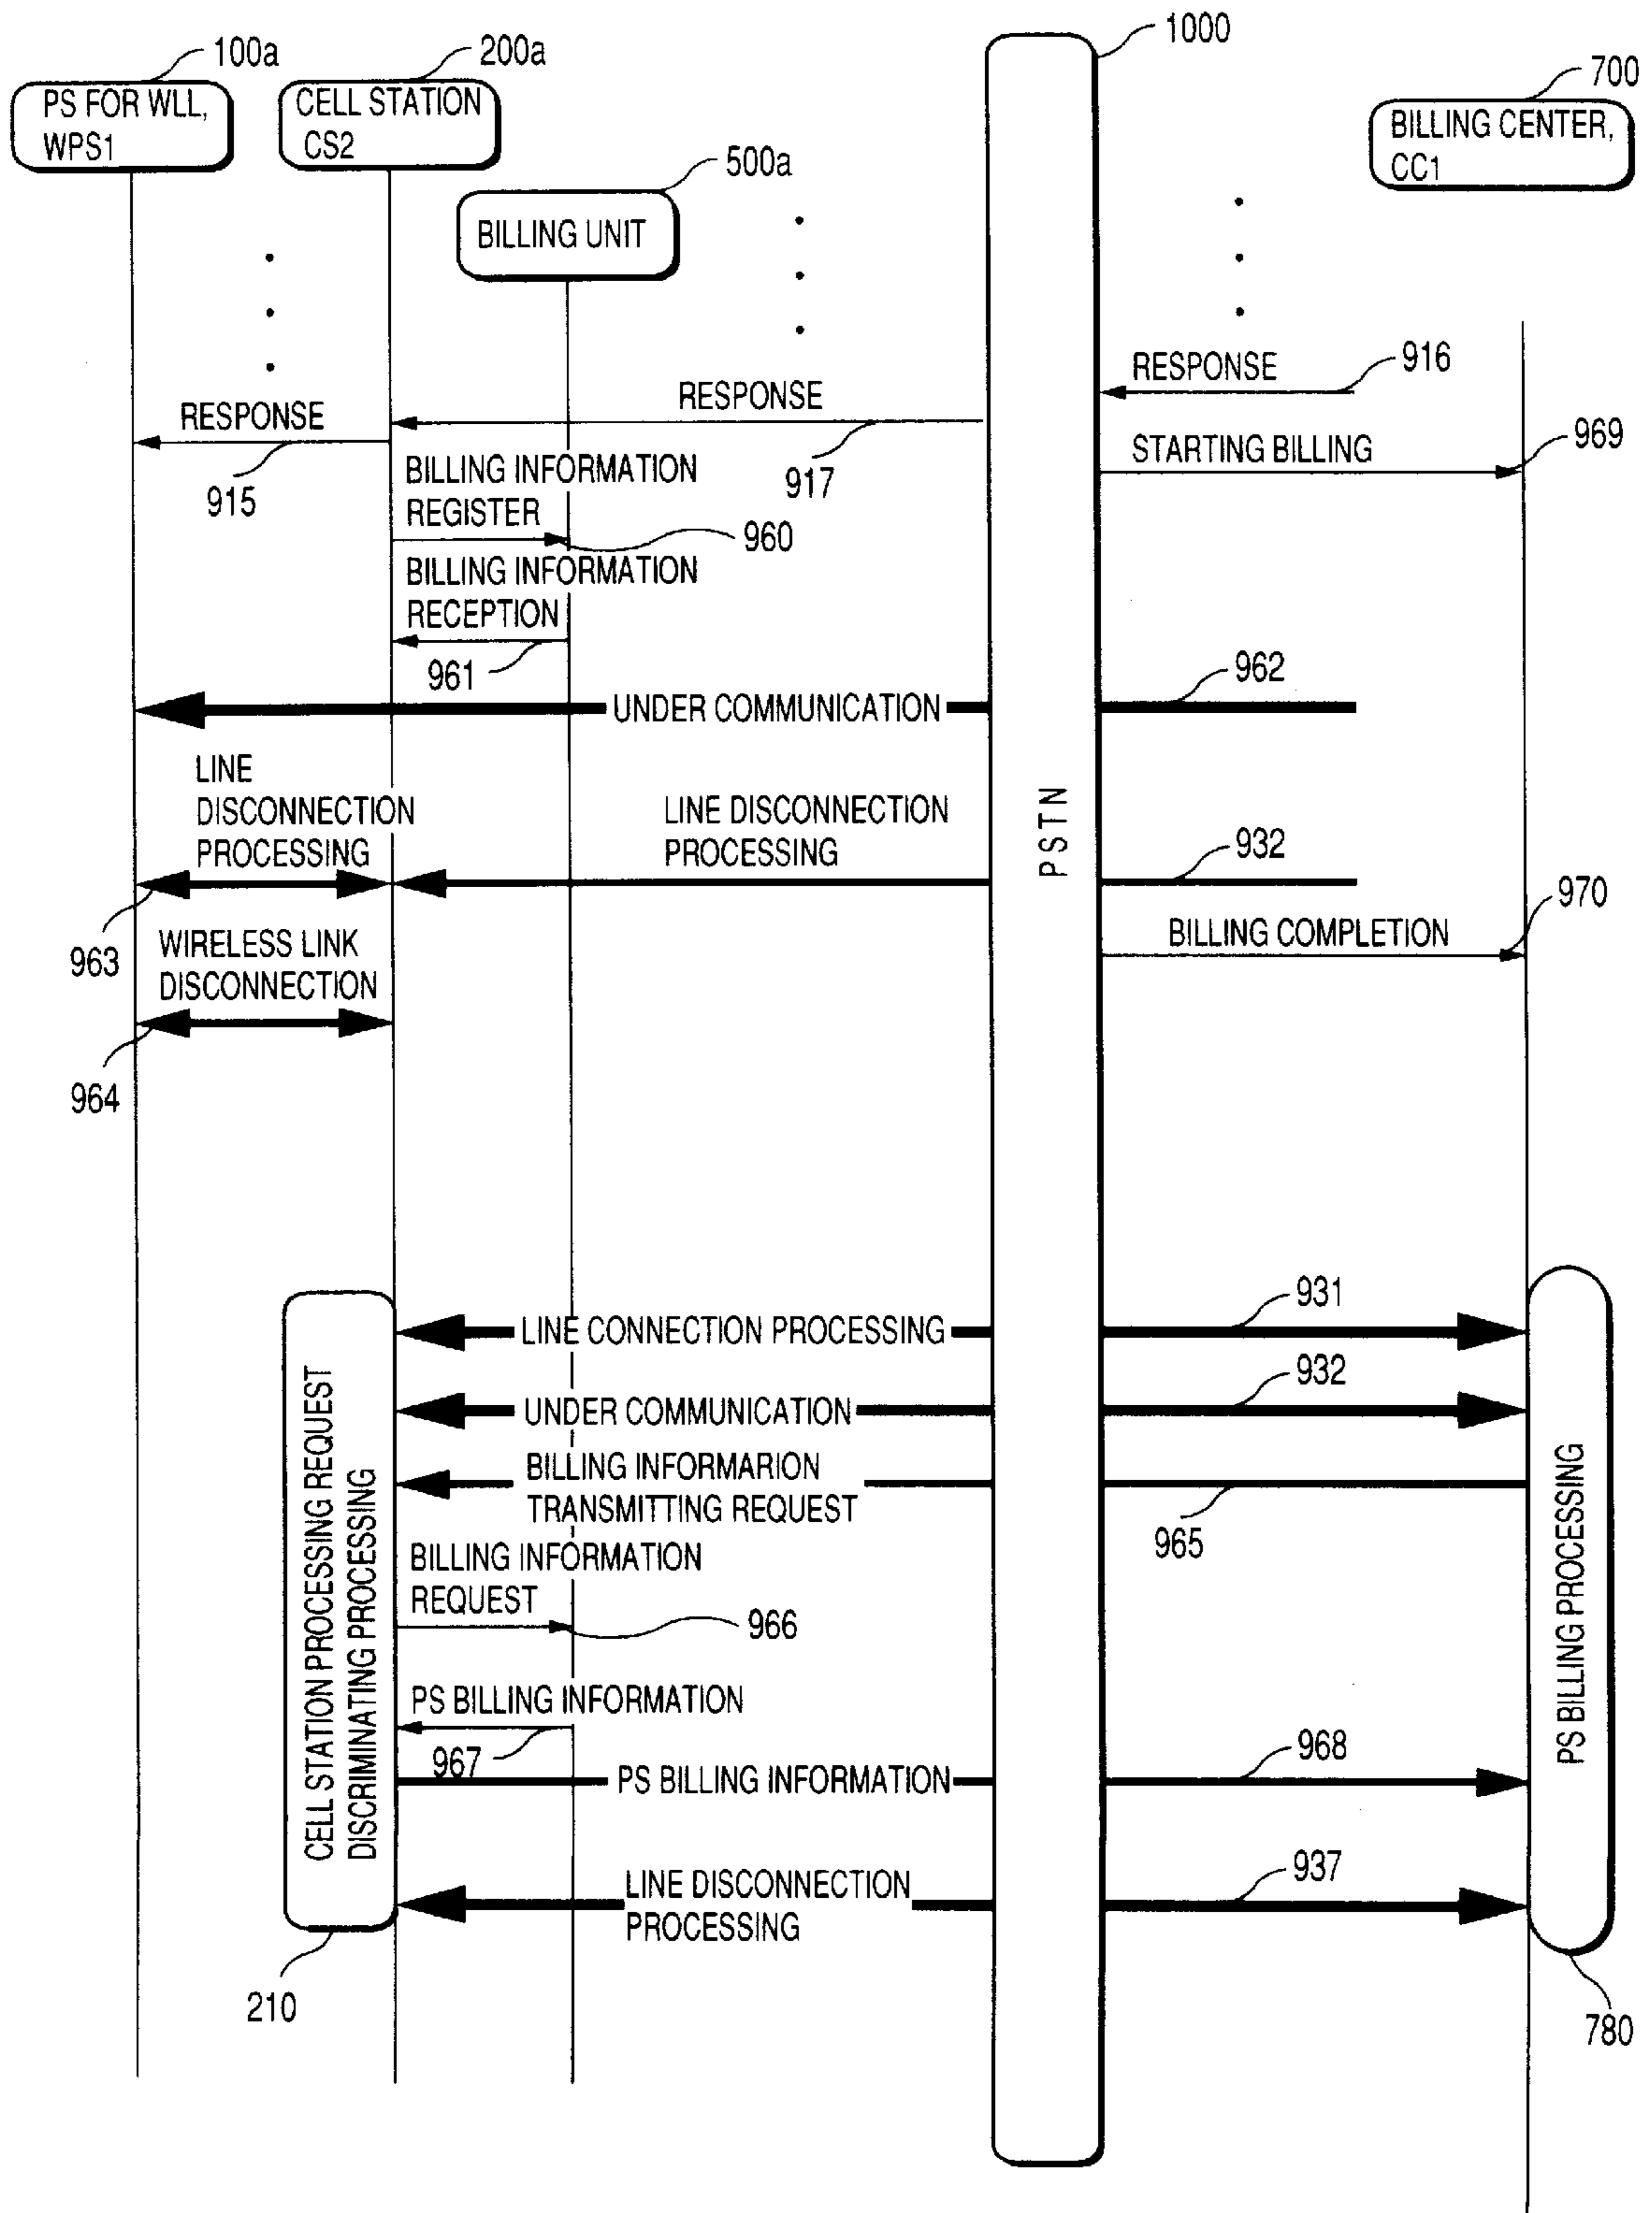 100a
200a
1000
700
PS FOR WLL,
WPS1
CELL STATION
CS2
BILLING CENTER,
CC1
500a
BILLING UNIT
RESPONSE
916
RESPONSE
RESPONSE
915
917
STARTING BILLING
969
BILLING INFORMATION
REGISTER
960
BILLING INFORMATION
RECEPTION
961
962
UNDER COMMUNICATION
LINE
DISCONNECTION
PROCESSING
LINE DISCONNECTION
PROCESSING
PSTN
932
963
970
BILLING COMPLETION
WIRELESS LINK
DISCONNECTION
964
931
LINE CONNECTION PROCESSING
932
UNDER COMMUNICATION
BILLING INFORMARION
TRANSMITTING REQUEST
965
BILLING INFORMATION
REQUEST
966
PS BILLING INFORMATION
967
968
PS BILLING INFORMATION
937
LINE DISCONNECTION
PROCESSING
CELL STATION PROCESSING REQUEST
DISCRIMINATING PROCESSING
PS BILLING PROCESSING
210
780